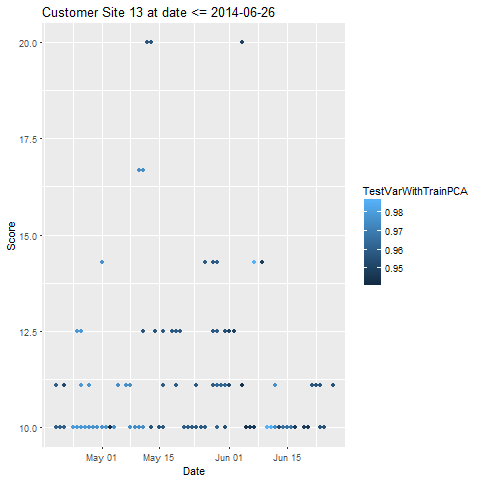 Customer Site 13 at date <= 2014-06-26
20.0
17.5
15.0
12.5
10.0
Score
May 01
May 15
Jun 01
Jun 15
Date
TestVarWithTrainPCA
0.98
0.97
0.96
0.95